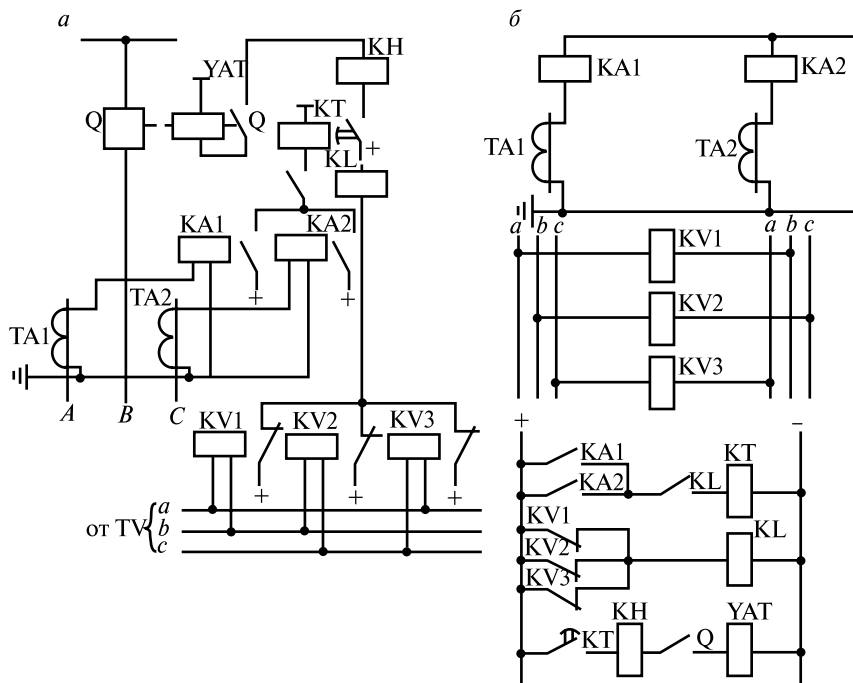 а
KH
YAT
Q
Q
KT
+
KL
KA1
KA2
+
+
TA2
TA1
A B C
KV1 KV2 KV3
+ + +
от TV
a
b
c
б
KA1 KA2
TA1 TA2
a b c a b c
KV1
KV2
KV3
+ –
KA1 KT
KA2 KL
KV1
KV2 KL
KV3
KH YAT
KT Q